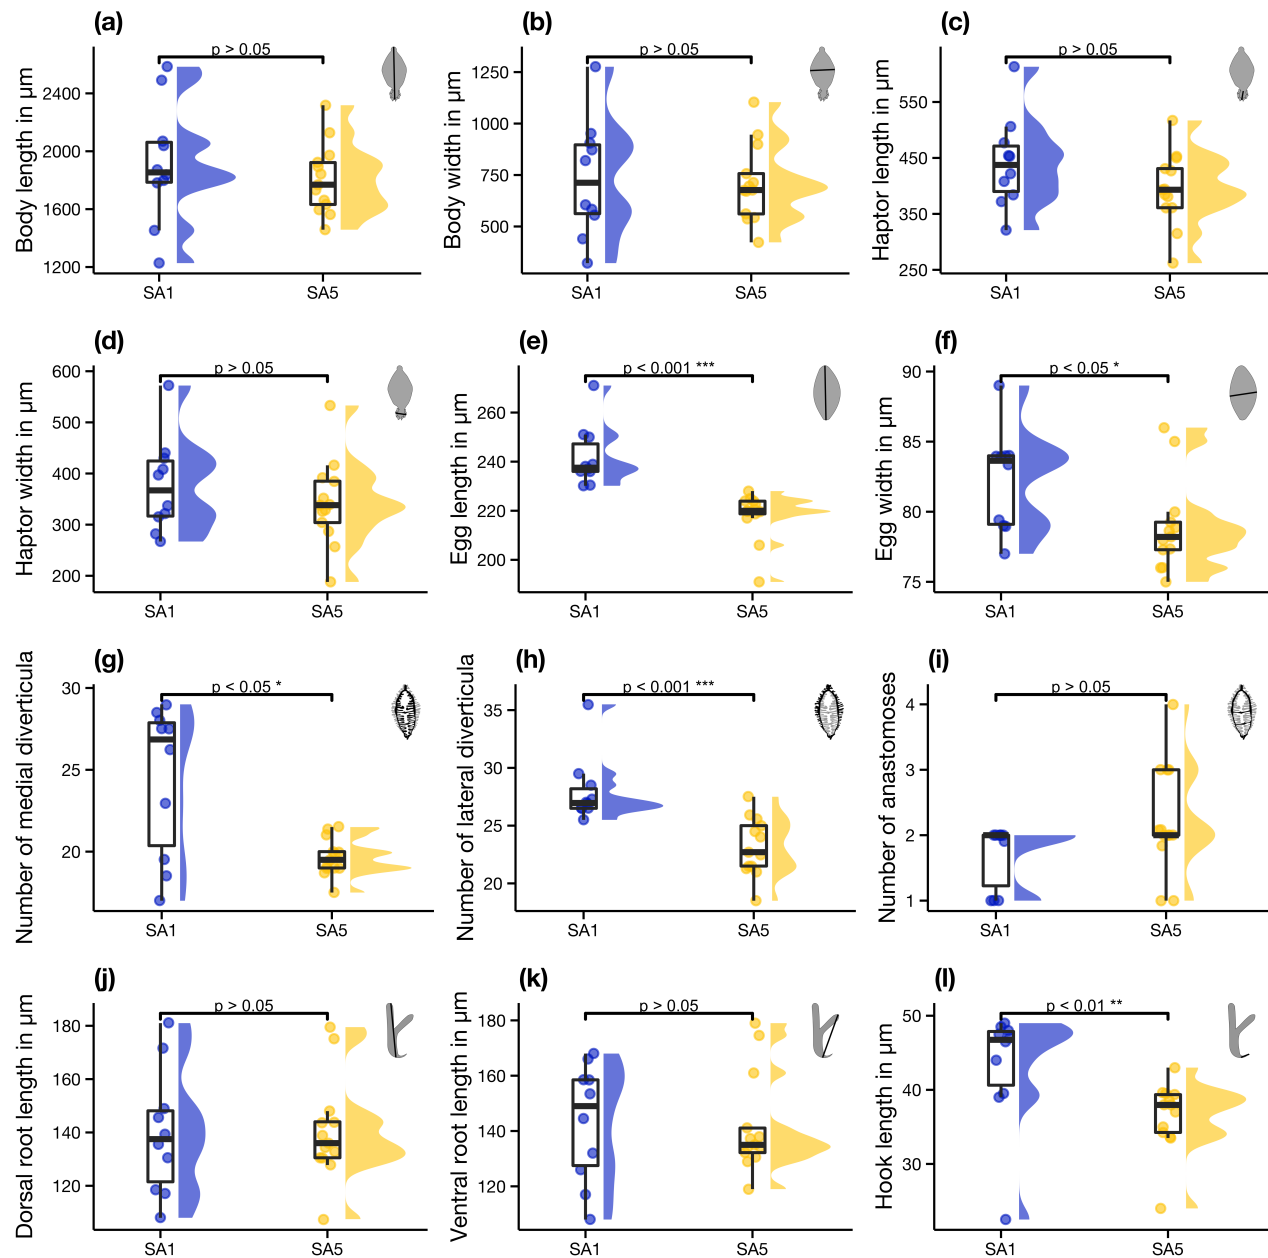 (a)
p > 0.05
Body length in µm
2400
2000
1600
1200
SA1
SA5
(b)
p > 0.05
Body width in µm
1250
1000
750
500
SA1
SA5
(c)
p > 0.05
Haptor length in µm
550
450
350
250
SA1
SA5
(d)
p > 0.05
Haptor width in µm
600
500
400
300
200
SA1
SA5
(e)
p < 0.001 ***
Egg length in µm
260
240
220
200
SA1
SA5
(f)
p < 0.05 *
Egg width in µm
90
85
80
75
SA1
SA5
(g)
p < 0.05 *
Number of medial diverticula
30
25
20
SA1
SA5
(h)
p < 0.001 ***
Number of lateral diverticula
35
30
25
20
SA1
SA5
(i)
p > 0.05
Number of anastomoses
4
3
2
1
SA1
SA5
(j)
p > 0.05
Dorsal root length in µm
180
160
140
120
SA1
SA5
(k)
p > 0.05
Ventral root length in µm
180
160
140
120
SA1
SA5
(l)
p < 0.01 **
Hook length in µm
50
40
30
SA1
SA5